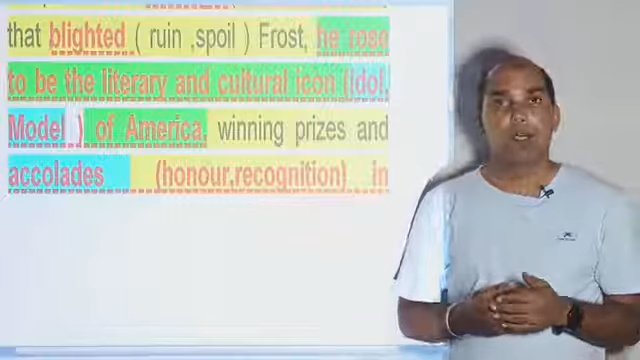 that blighted ( ruin ,spoil ) Frost, he rose
to be the literary and cultural icon (Idol,
Model ) of America, winning prizes and
accolades (honour,recognition) in